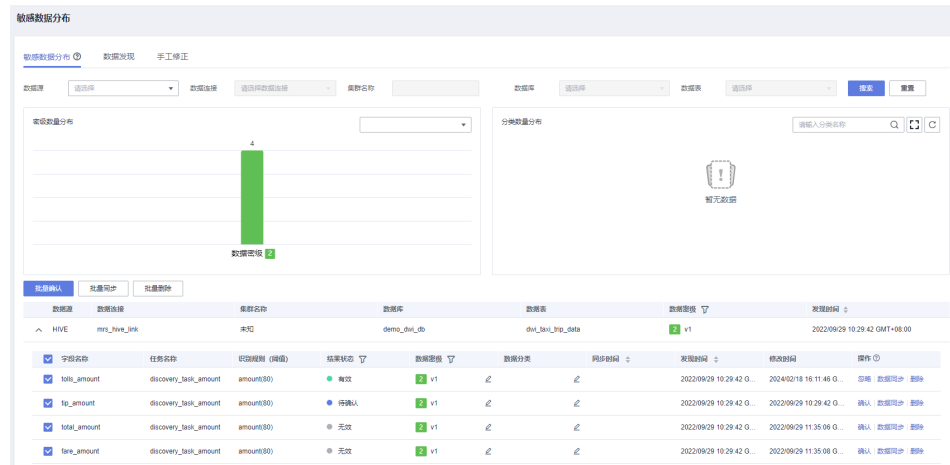 敏感数据分布
敏感数据分布 数据发现 手工修正
数据源 请选择 数据连接 请选择数据连接 集群名称 数据库 请选择 数据表 请选择 搜索 重置
密级数量分布
4
数据密级 2
分类数量分布 请输入分类名称
暂无数据
批量确认 批量同步 批量删除
数据源 数据连接 集群名称 数据库 数据表 数据密级 发现时间
HIVE mrs_hive_link 未知 demo_dwi_db dwi_taxi_trip_data 2 v1 2022/09/29 10:29:42 GMT+08:00
字段名称 任务名称 识别规则 (阈值) 结果状态 数据密级 数据分类 同步时间 发现时间 修改时间 操作
tolls_amount discovery_task_amount amount(80) 有效 2 v1 2022/09/29 10:29:42 G... 2024/02/18 16:11:46 G... 忽略 数据同步 删除
tip_amount discovery_task_amount amount(80) 待确认 2 v1 2022/09/29 10:29:42 G... 2022/09/29 10:29:42 G... 确认 数据同步 删除
total_amount discovery_task_amount amount(80) 无效 2 v1 2022/09/29 10:29:42 G... 2022/09/29 11:35:06 G... 确认 数据同步 删除
fare_amount discovery_task_amount amount(80) 无效 2 v1 2022/09/29 10:29:42 G... 2022/09/29 11:35:08 G... 确认 数据同步 删除